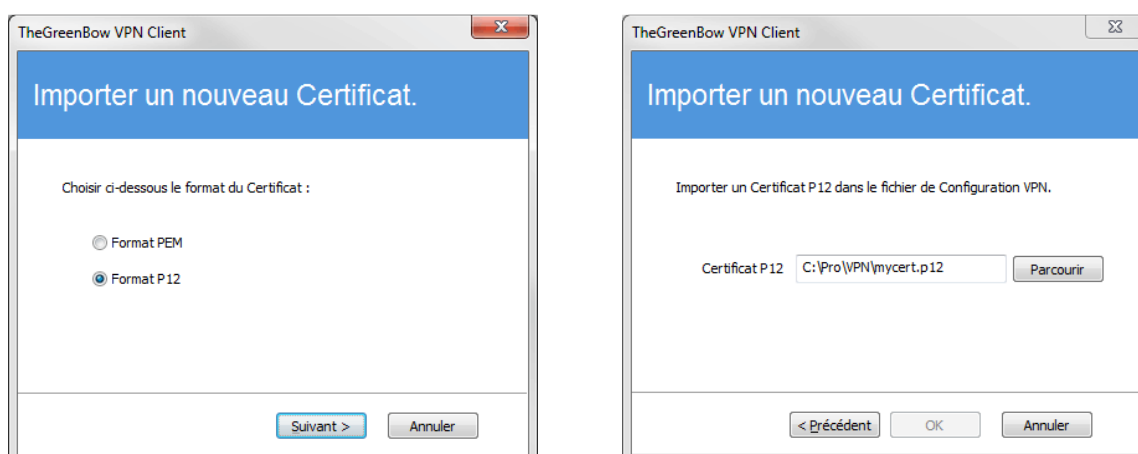 TheGreenBow VPN Client
Importer un nouveau Certificat.
Choisir ci-dessous le format du Certificat :
Format PEM
Format P12
Suivant >
Annuler
TheGreenBow VPN Client
Importer un nouveau Certificat.
Importer un Certificat P12 dans le fichier de Configuration VPN.
Certificat P12 C:\Pro\VPN\mycert.p12 Parcourir
< Précédent
OK
Annuler